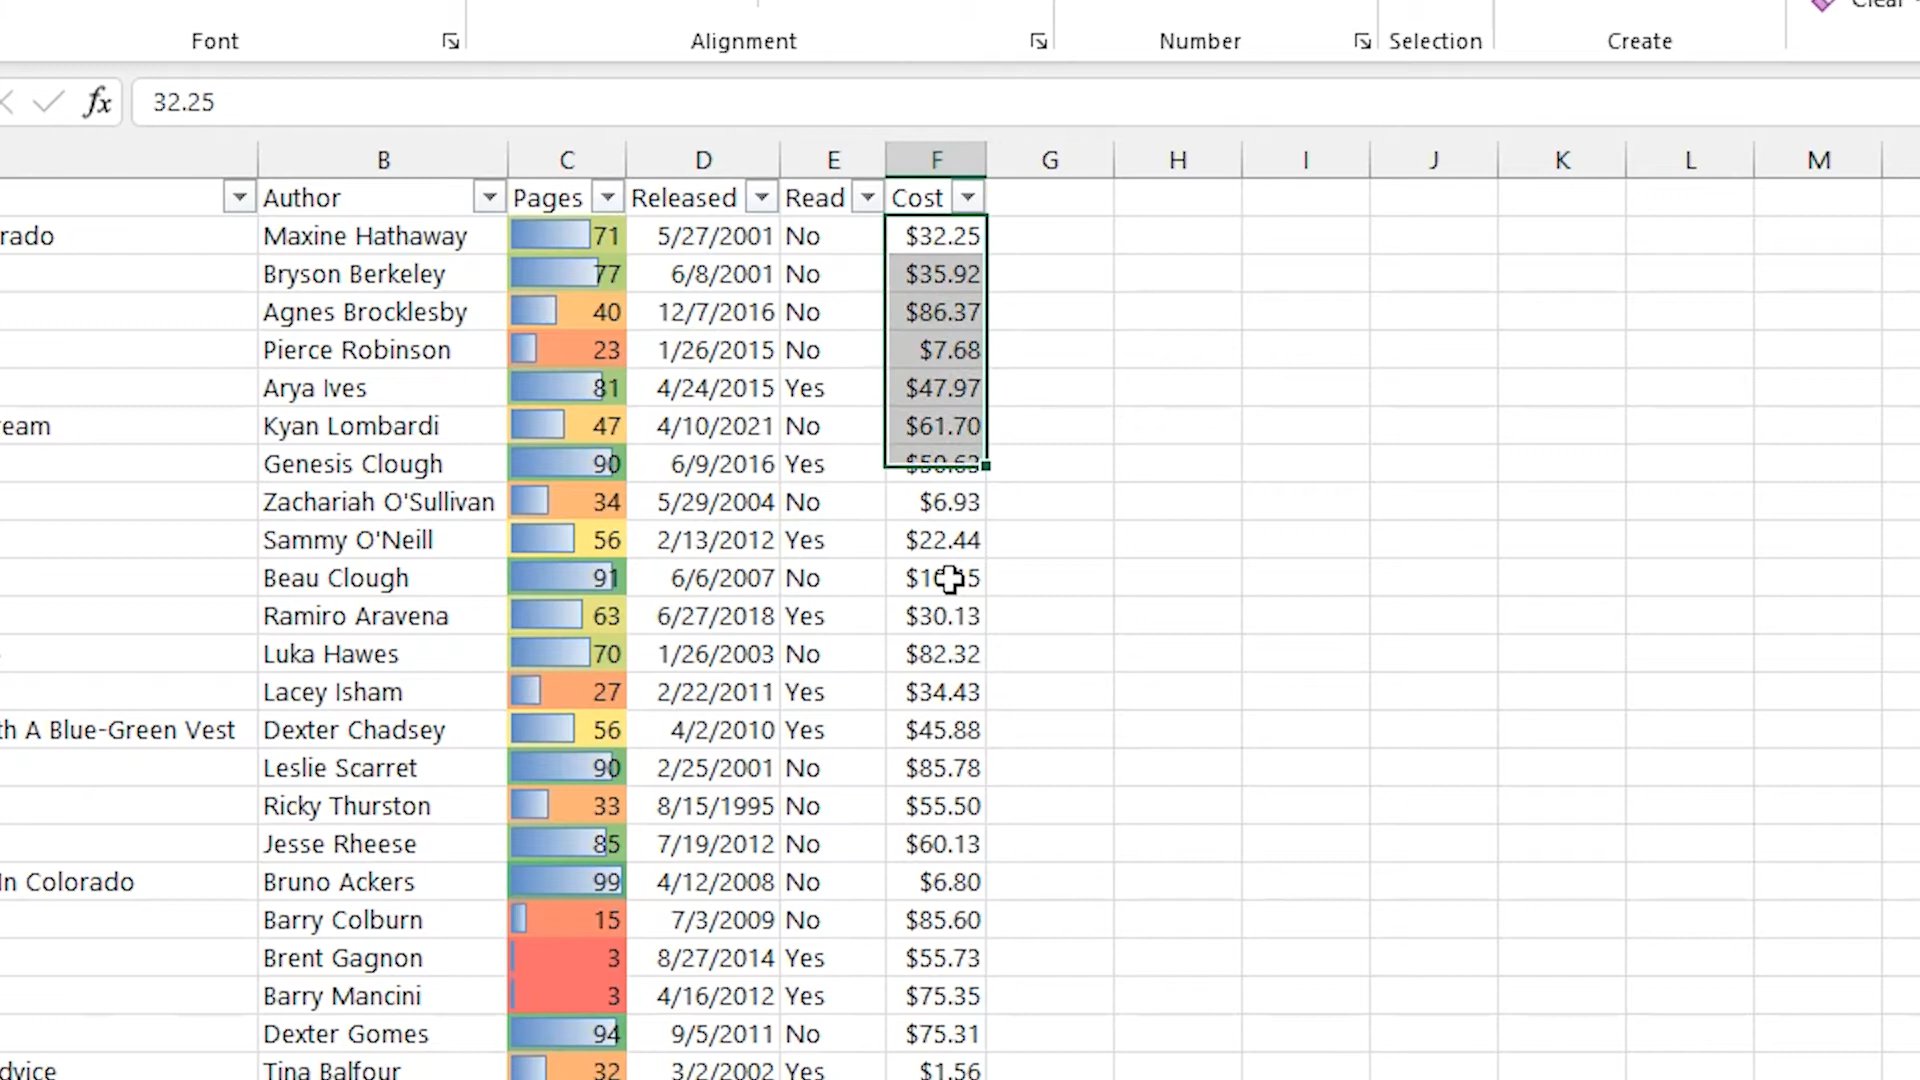 Font Alignment Number Selection Create
fx 32.25
B C D E F G H I J K L M
Author Pages Released Read Cost
rado Maxine Hathaway 71 5/27/2001 No $32.25
Bryson Berkeley 77 6/8/2001 No $35.92
Agnes Brocklesby 40 12/7/2016 No $86.37
Pierce Robinson 23 1/26/2015 No $7.68
Arya Ives 81 4/24/2015 Yes $47.97
ream Kyan Lombardi 47 4/10/2021 No $61.70
Genesis Clough 90 6/9/2016 Yes
Zachariah O'Sullivan 34 5/29/2004 No $6.93
Sammy O'Neill 56 2/13/2012 Yes $22.44
Beau Clough 91 6/6/2007 No
Ramiro Aravena 63 6/27/2018 Yes $30.13
Luka Hawes 70 1/26/2003 No $82.32
Lacey Isham 27 2/22/2011 Yes $34.43
th A Blue-Green Vest Dexter Chadsey 56 4/2/2010 Yes $45.88
Leslie Scarret 90 2/25/2001 No $85.78
Ricky Thurston 33 8/15/1995 No $55.50
Jesse Rheese 85 7/19/2012 No $60.13
In Colorado Bruno Ackers 99 4/12/2008 No $6.80
Barry Colburn 15 7/3/2009 No $85.60
Brent Gagnon 3 8/27/2014 Yes $55.73
Barry Mancini 3 4/16/2012 Yes $75.35
Dexter Gomes 94 9/5/2011 No $75.31
dvice Tina Balfour 32 3/2/2002 Yes $1.56